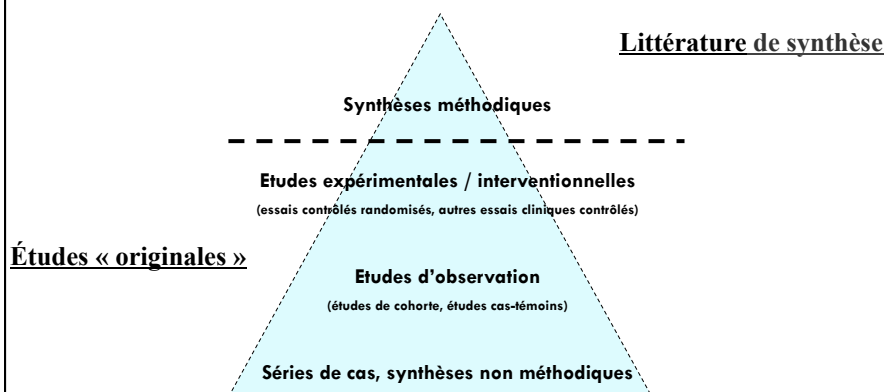 Littérature de synthèse
Synthèses méthodiques
Etudes expérimentales / interventionnelles
(essais contrôlés randomisés, autres essais cliniques contrôlés)
Études « originales »
Etudes d’observation
(études de cohorte, études cas-témoins)
Séries de cas, synthèses non méthodiques